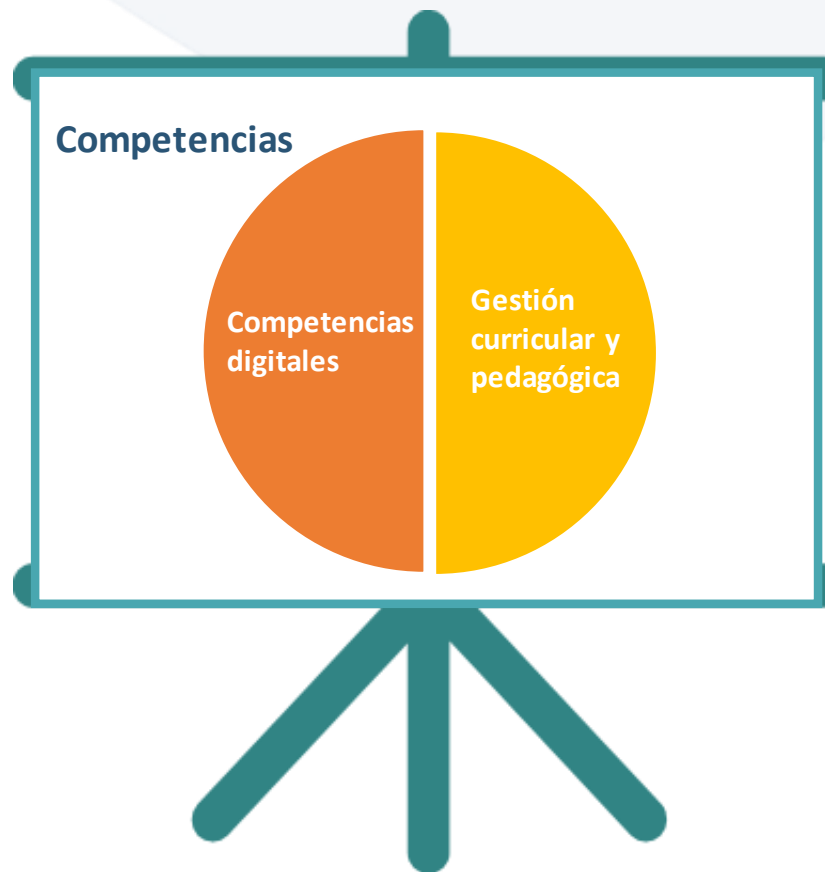 Competencias
Competencias
digitales
Gestión
curricular y
pedagógica